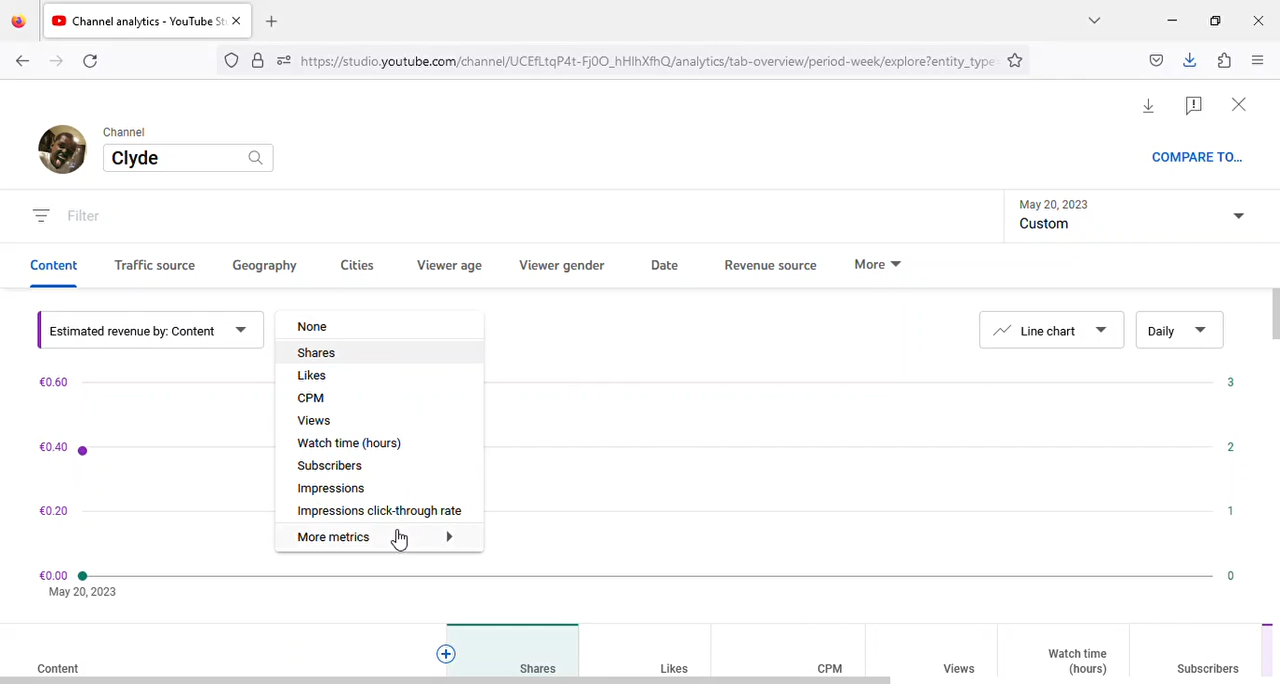 Channel analytics - YouTube St
https://studio.youtube.com/channel/UCEfLtqP4t-Fj0O_hHIhXfhQ/analytics/tab-overview/period-week/explore?entity_type=
Channel
Clyde
COMPARE TO...
Filter
May 20, 2023
Custom
Content Traffic source Geography Cities Viewer age Viewer gender Date Revenue source More
Estimated revenue by: Content
None
Shares
Likes
CPM
Views
Watch time (hours)
Subscribers
Impressions
Impressions click-through rate
More metrics
Line chart
Daily
€0.60
€0.40
€0.20
€0.00
3
2
1
0
May 20, 2023
Content
Shares
Likes
CPM
Views
Watch time
(hours)
Subscribers